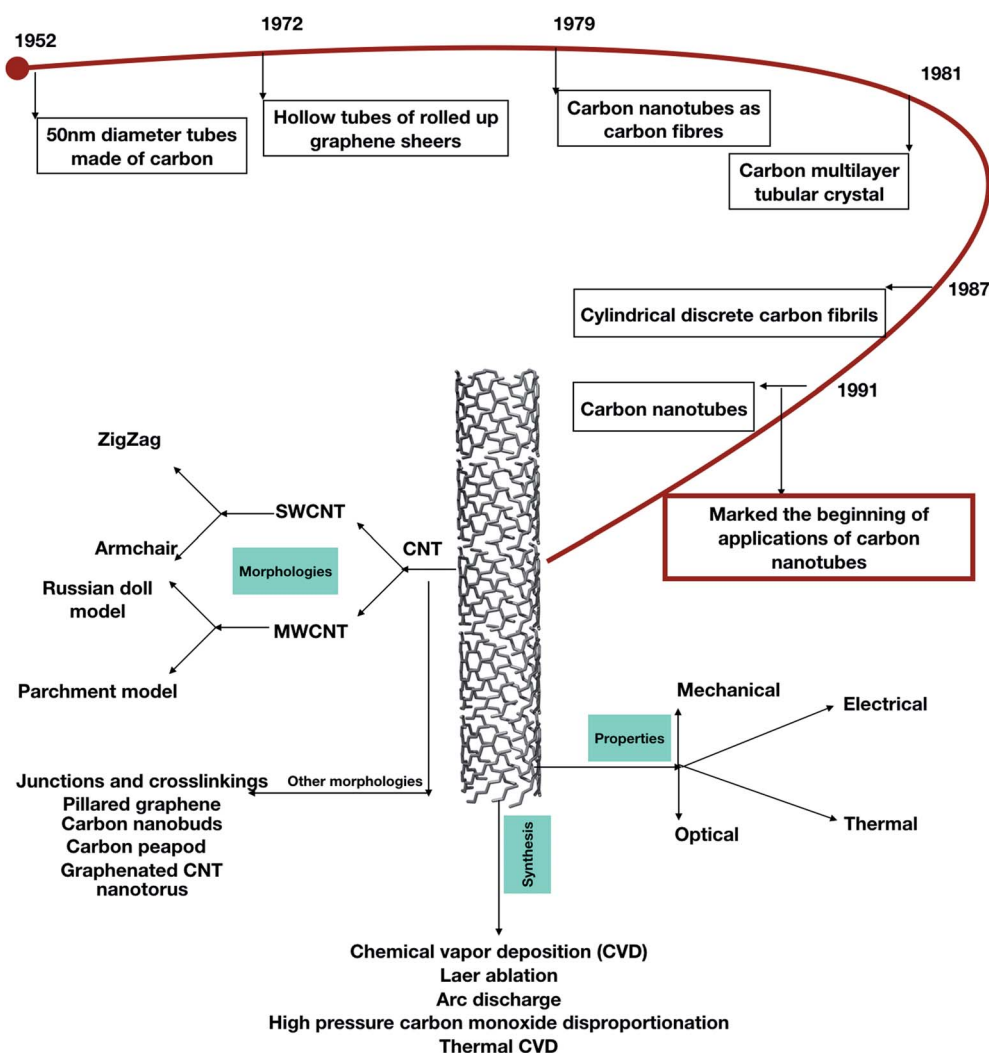 1952
1972
1979
1981
50nm diameter tubes
made of carbon
Hollow tubes of rolled up
graphene sheers
Carbon nanotubes as
carbon fibres
Carbon multilayer
tubular crystal
1987
Cylindrical discrete carbon fibrils
1991
Carbon nanotubes
Marked the beginning of
applications of carbon
nanotubes
ZigZag
SWCNT
Armchair
Morphologies
CNT
Russian doll
model
MWCNT
Parchment model
Other morphologies
Junctions and crosslinkings
Pillared graphene
Carbon nanobuds
Carbon peapod
Graphenated CNT
nanotorus
Properties
Mechanical
Electrical
Optical
Thermal
Synthesis
Chemical vapor deposition (CVD)
Laer ablation
Arc discharge
High pressure carbon monoxide disproportionation
Thermal CVD